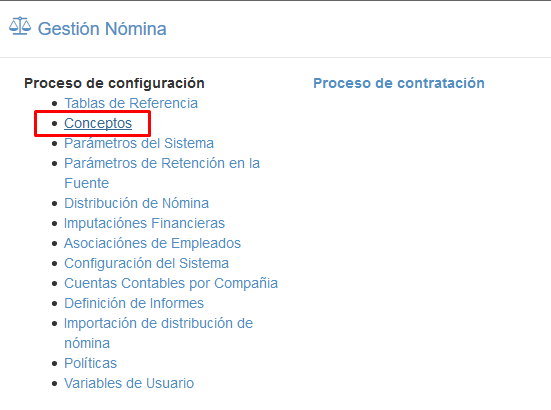 Gestión Nómina
Proceso de configuración
Tablas de Referencia
Conceptos
Parámetros del Sistema
Parámetros de Retención en la
Fuente
Distribución de Nómina
Imputaciónes Financieras
Asociaciónes de Empleados
Configuración del Sistema
Cuentas Contables por Compañia
Definición de Informes
Importación de distribución de
nómina
Políticas
Variables de Usuario
Proceso de contratación